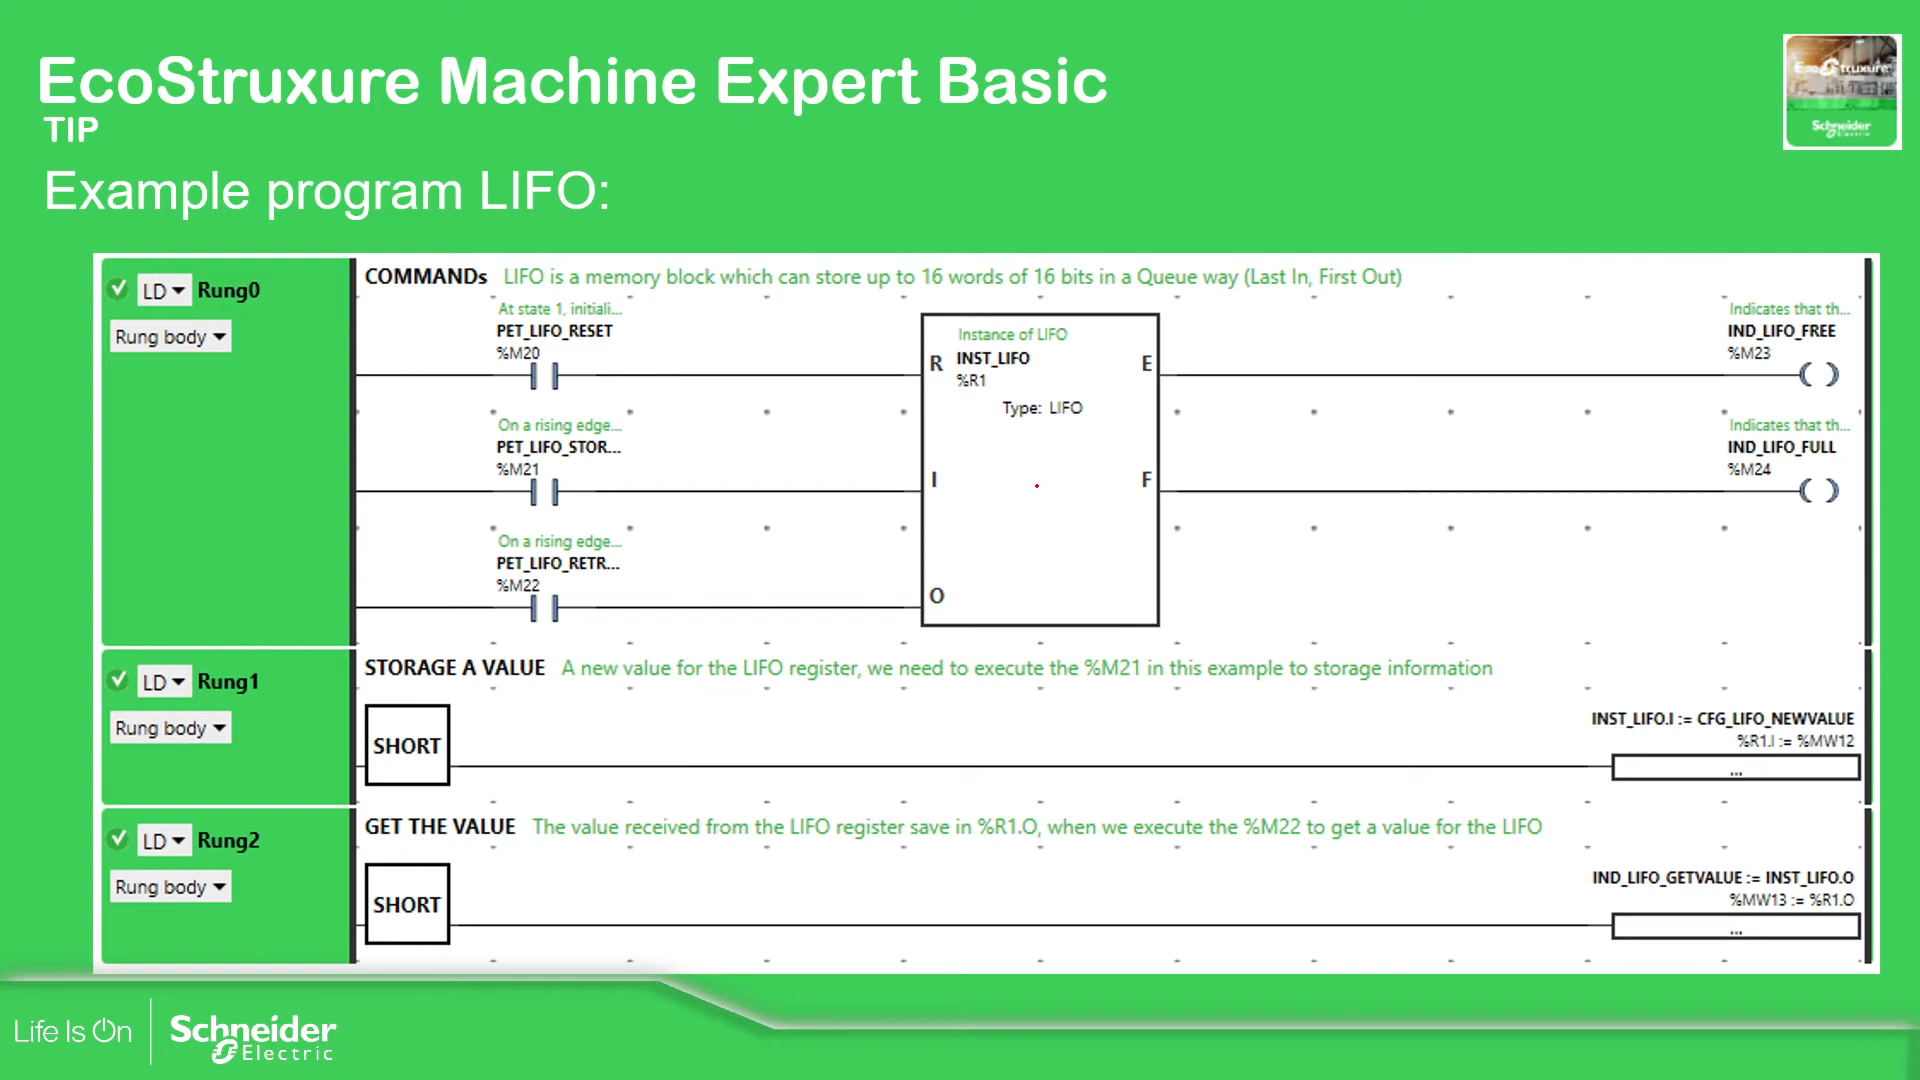 EcoStruxure Machine Expert Basic
TIP
Example program LIFO:
EcoStruxure
Schneider
Electric
LD Rung0
Rung body
COMMANDs LIFO is a memory block which can store up to 16 words of 16 bits in a Queue way (Last In, First Out)
At state 1, initiali...
PET_LIFO_RESET
%M20
On a rising edge...
PET_LIFO_STOR...
%M21
On a rising edge...
PET_LIFO_RETR...
%M22
Instance of LIFO
R INST_LIFO E
%R1
Type: LIFO
I F
O
Indicates that th...
IND_LIFO_FREE
%M23
Indicates that th...
IND_LIFO_FULL
%M24
LD Rung1
Rung body
STORAGE A VALUE A new value for the LIFO register, we need to execute the %M21 in this example to storage information
SHORT
INST_LIFO.I := CFG_LIFO_NEWVALUE
%R1.I := %MW12
...
LD Rung2
Rung body
GET THE VALUE The value received from the LIFO register save in %R1.O, when we execute the %M22 to get a value for the LIFO
SHORT
IND_LIFO_GETVALUE := INST_LIFO.O
%MW13 := %R1.O
...
Life Is On
Schneider
Electric